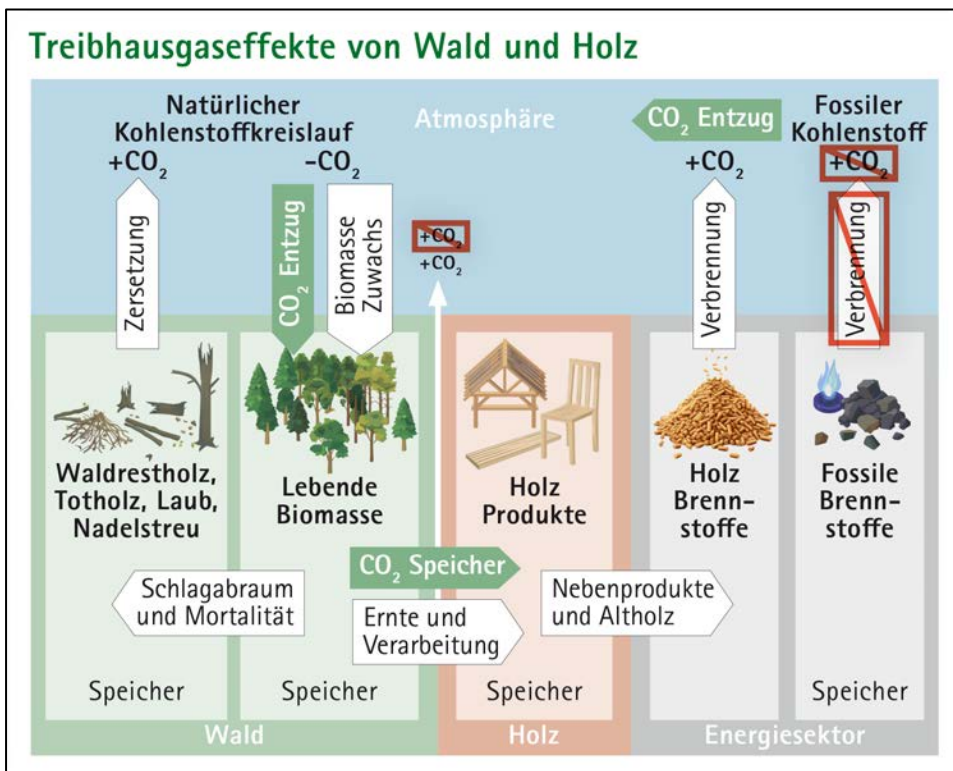 Treibhausgaseffekte von Wald und Holz
Natürlicher
Kohlenstoffkreislauf
+CO₂
-CO₂
Atmosphäre
CO₂ Entzug
+CO₂
Fossiler
Kohlenstoff
+CO₂
Zersetzung
CO₂ Entzug
Biomasse
Zuwachs
+CO₂
+CO₂
Verbrennung
Verbrennung
Waldrestholz,
Totholz, Laub,
Nadelstreu
Lebende
Biomasse
Holz
Produkte
Holz
Brenn-
stoffe
Fossile
Brenn-
stoffe
CO₂ Speicher
Schlagabraum
und Mortalität
Ernte und
Verarbeitung
Nebenprodukte
und Altholz
Speicher
Speicher
Speicher
Speicher
Wald
Holz
Energiesektor